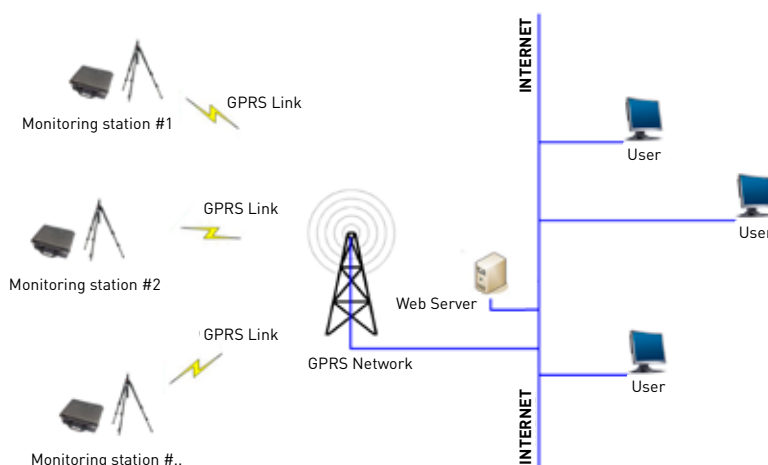 INTERNET
GPRS Link
Monitoring station #1
User
GPRS Link
User
Monitoring station #2
Web Server
GPRS Link
GPRS Network
User
INTERNET
Monitoring station #..